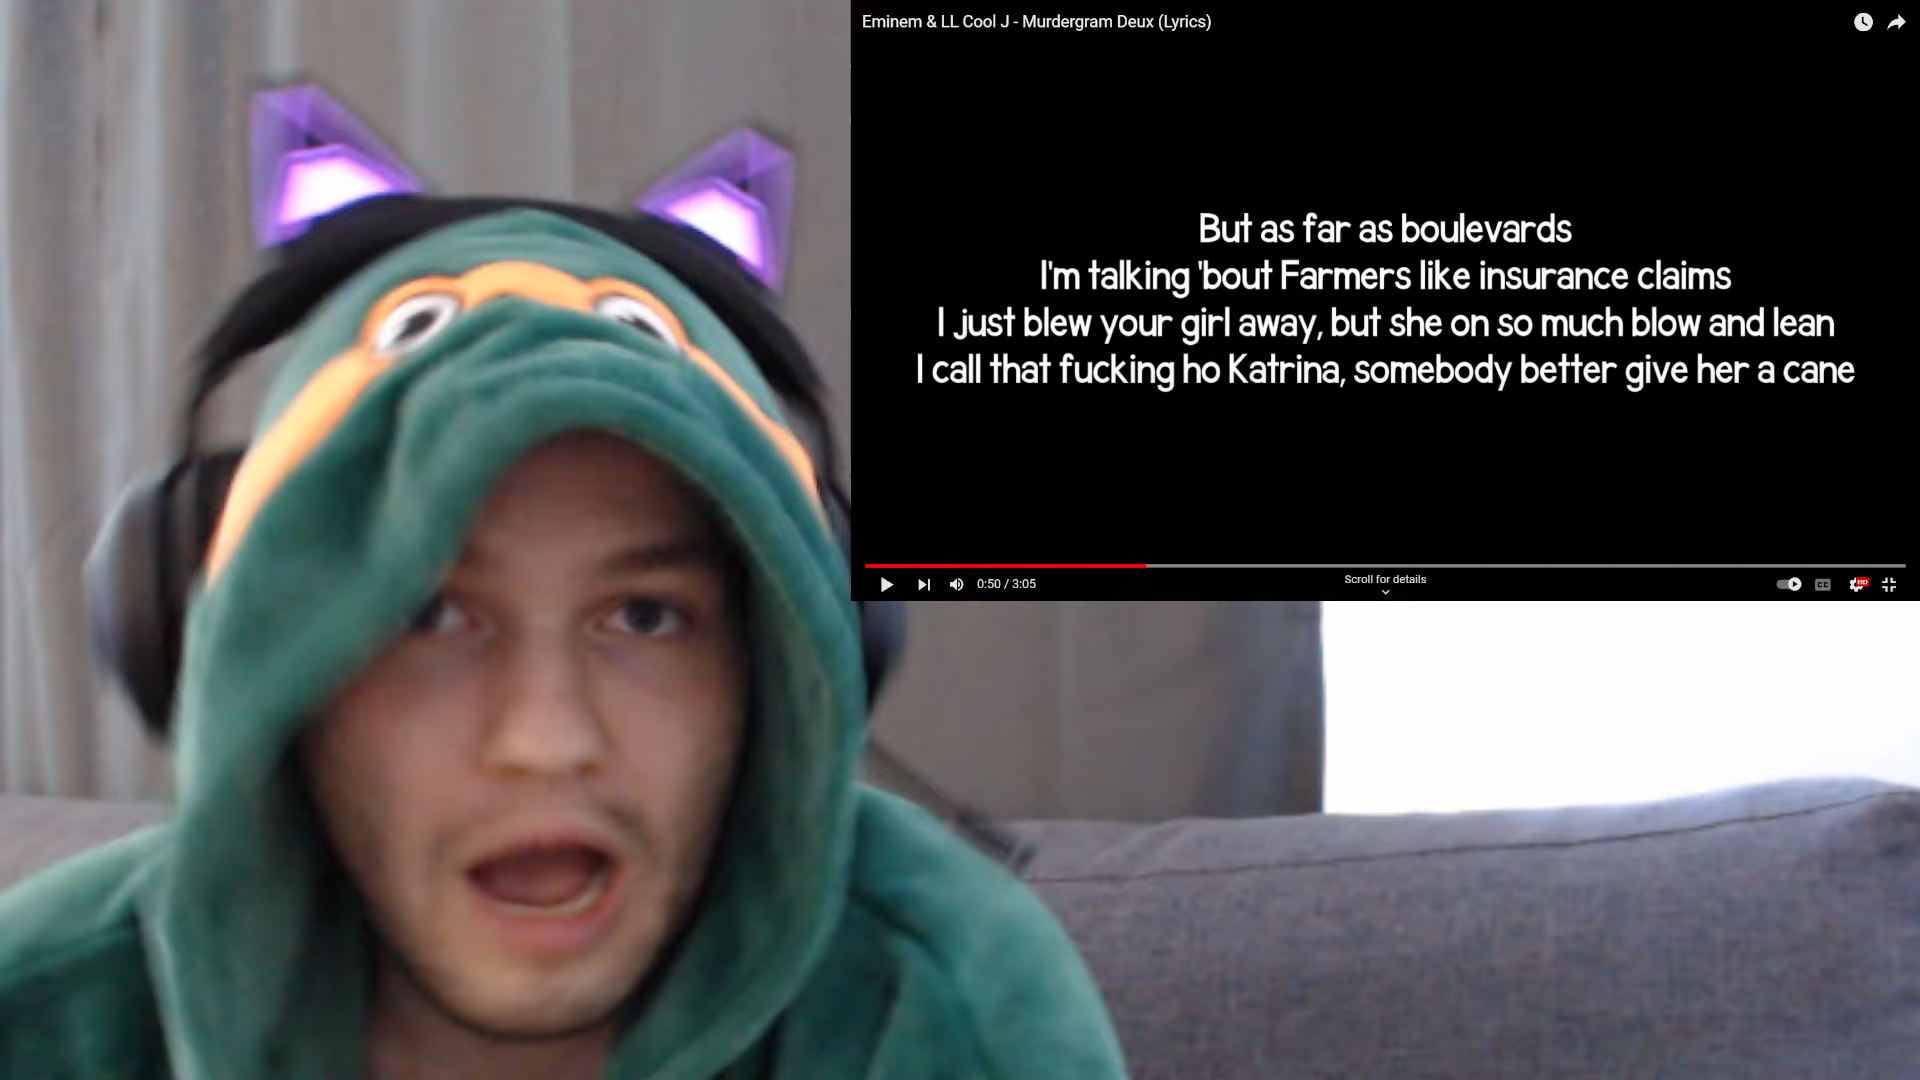 Eminem & LL Cool J - Murdergram Deux (Lyrics)
But as far as boulevards
I'm talking 'bout Farmers like insurance claims
I just blew your girl away, but she on so much blow and lean
I call that fucking ho Katrina, somebody better give her a cane
0:50 / 3:05
Scroll for details
CC
HD